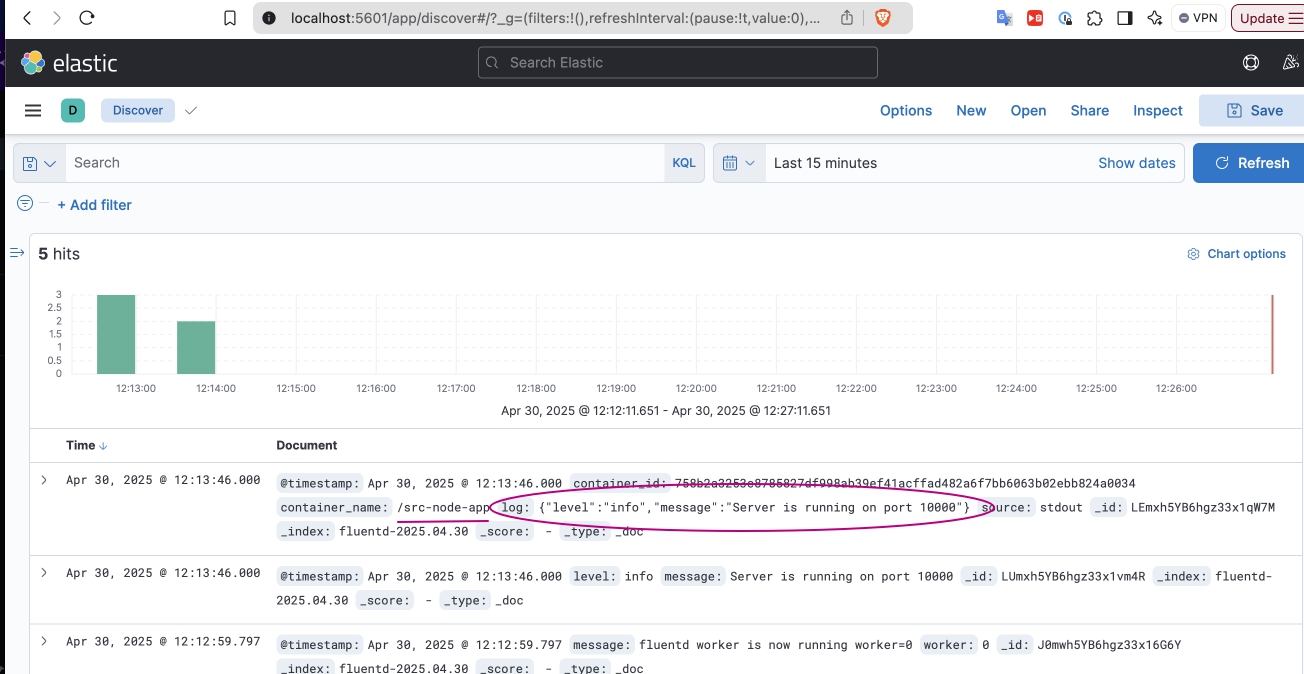 localhost:5601/app/discover#/?_g=(filters:!(),refreshInterval:(pause:!t,value:0),... VPN Update
elastic Search Elastic
D Discover Options New Open Share Inspect Save
Search KQL Last 15 minutes Show dates Refresh
+ Add filter
5 hits Chart options
3
2.5
2
1.5
1
0.5
0
12:13:00 12:14:00 12:15:00 12:16:00 12:17:00 12:18:00 12:19:00 12:20:00 12:21:00 12:22:00 12:23:00 12:24:00 12:25:00 12:26:00
Apr 30, 2025 @ 12:12:11.651 - Apr 30, 2025 @ 12:27:11.651
Time Document
Apr 30, 2025 @ 12:13:46.000 @timestamp: Apr 30, 2025 @ 12:13:46.000 container_id: 758b2a3253e8785827df998ab39ef41acffad482a6f7bb6063b02ebb824a0034
container_name: /src-node-app log: {"level":"info","message":"Server is running on port 10000"} source: stdout _id: LEmxh5YB6hgz33x1qW7M
_index: fluentd-2025.04.30 _score: - _type: _doc
Apr 30, 2025 @ 12:13:46.000 @timestamp: Apr 30, 2025 @ 12:13:46.000 level: info message: Server is running on port 10000 _id: LUmxh5YB6hgz33x1vm4R _index: fluentd-
2025.04.30 _score: - _type: _doc
Apr 30, 2025 @ 12:12:59.797 @timestamp: Apr 30, 2025 @ 12:12:59.797 message: fluentd worker is now running worker=0 worker: 0 _id: J0mwh5YB6hgz33x16G6Y
_index: fluentd-2025.04.30 _score: - _type: _doc